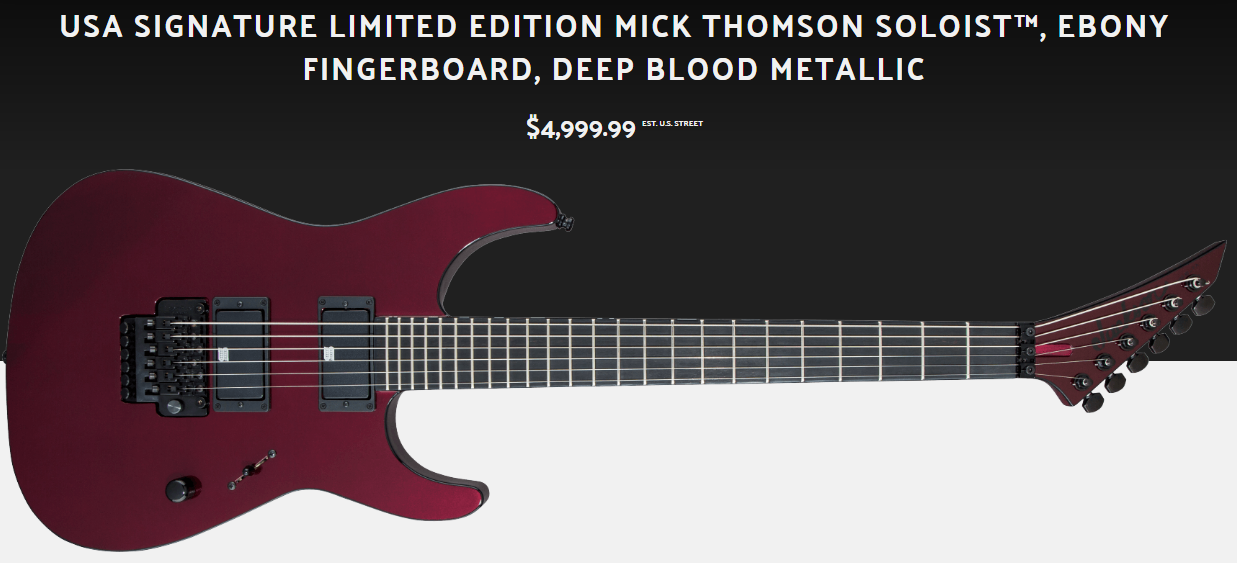 USA SIGNATURE LIMITED EDITION MICK THOMSON SOLOIST™, EBONY
FINGERBOARD, DEEP BLOOD METALLIC
$4,999.99 EST. U.S. STREET